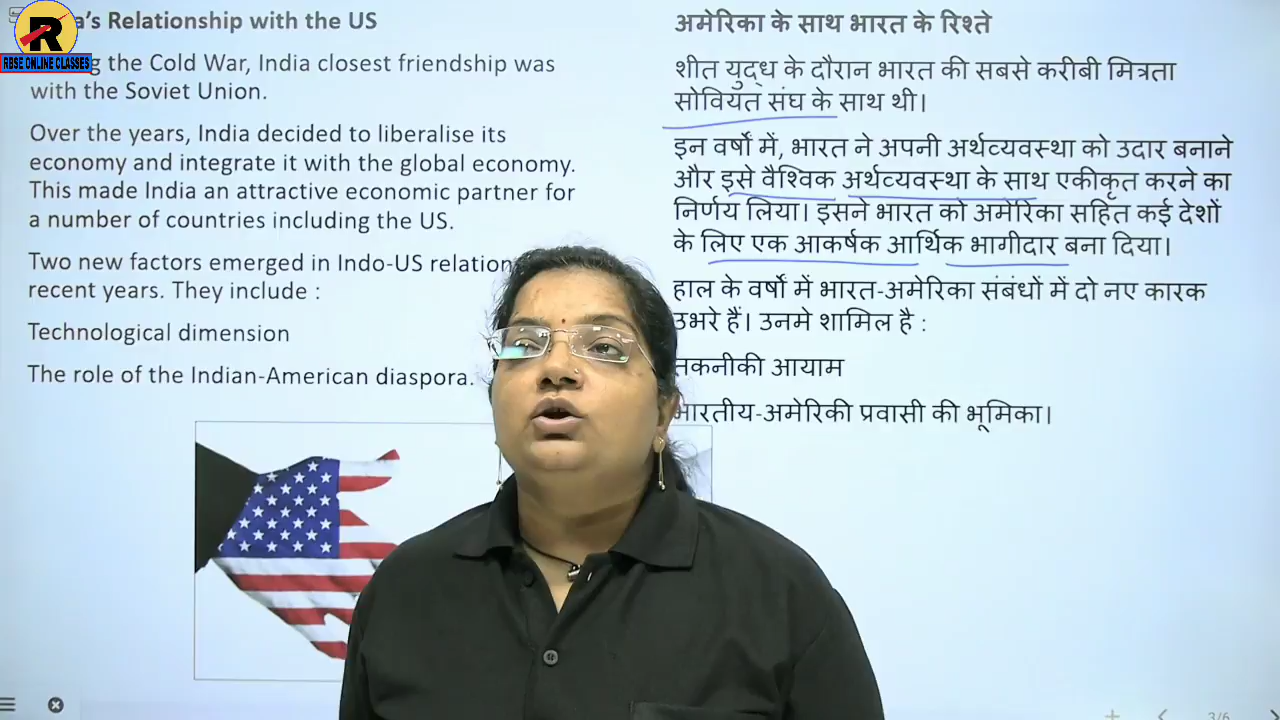 R
RBSE ONLINE CLASSES
's Relationship with the US
the Cold War, India closest friendship was
with the Soviet Union.
Over the years, India decided to liberalise its
economy and integrate it with the global economy.
This made India an attractive economic partner for
a number of countries including the US.
Two new factors emerged in Indo-US
recent years. They include :
Technological dimension
The role of the Indian-American diaspora.
अमेरिका के साथ भारत के रिश्ते
शीत युद्ध के दौरान भारत की सबसे करीबी मित्रता
सोवियत संघ के साथ थी।
इन वर्षों में, भारत ने अपनी अर्थव्यवस्था को उदार बनाने
और इसे वैश्विक अर्थव्यवस्था के साथ एकीकृत करने का
निर्णय लिया। इसने भारत को अमेरिका सहित कई देशों
के लिए एक आकर्षक आर्थिक भागीदार बना दिया।
हाल के वर्षों में भारत-अमेरिका संबंधों में दो नए कारक
उभरे हैं। उनमे शामिल है :
तकनीकी आयाम
भारतीय-अमेरिकी प्रवासी की भूमिका।
3/6